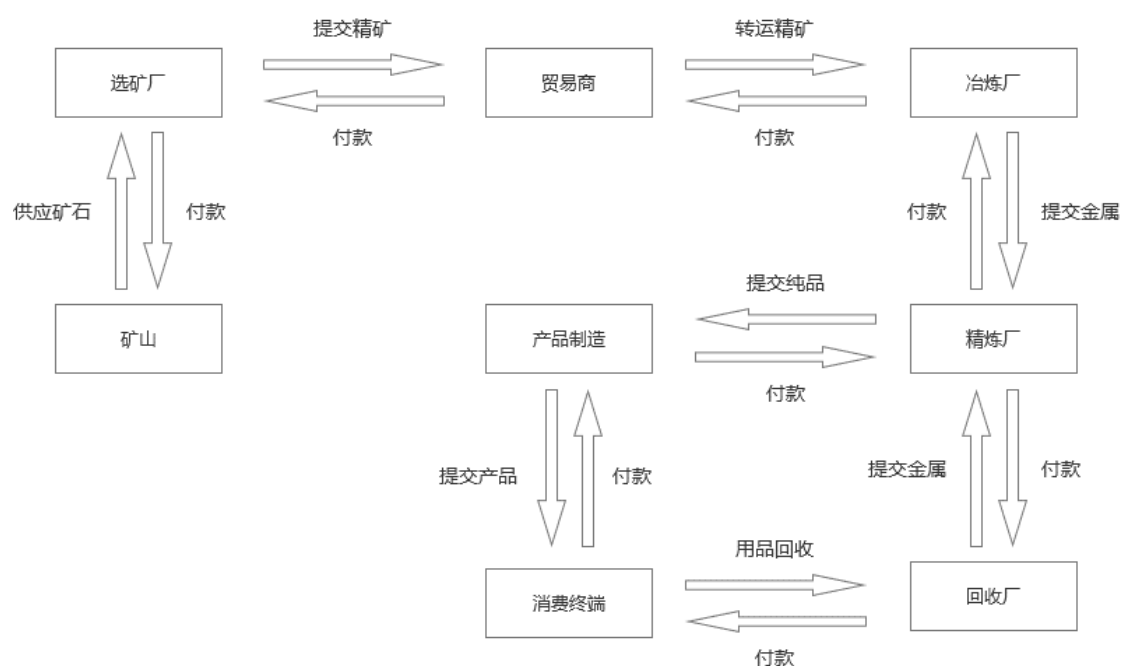 提交精矿
转运精矿
选矿厂
贸易商
冶炼厂
付款
付款
供应矿石
付款
付款
提交金属
提交纯品
矿山
产品制造
精炼厂
付款
提交产品
付款
提交金属
付款
用品回收
消费终端
回收厂
付款